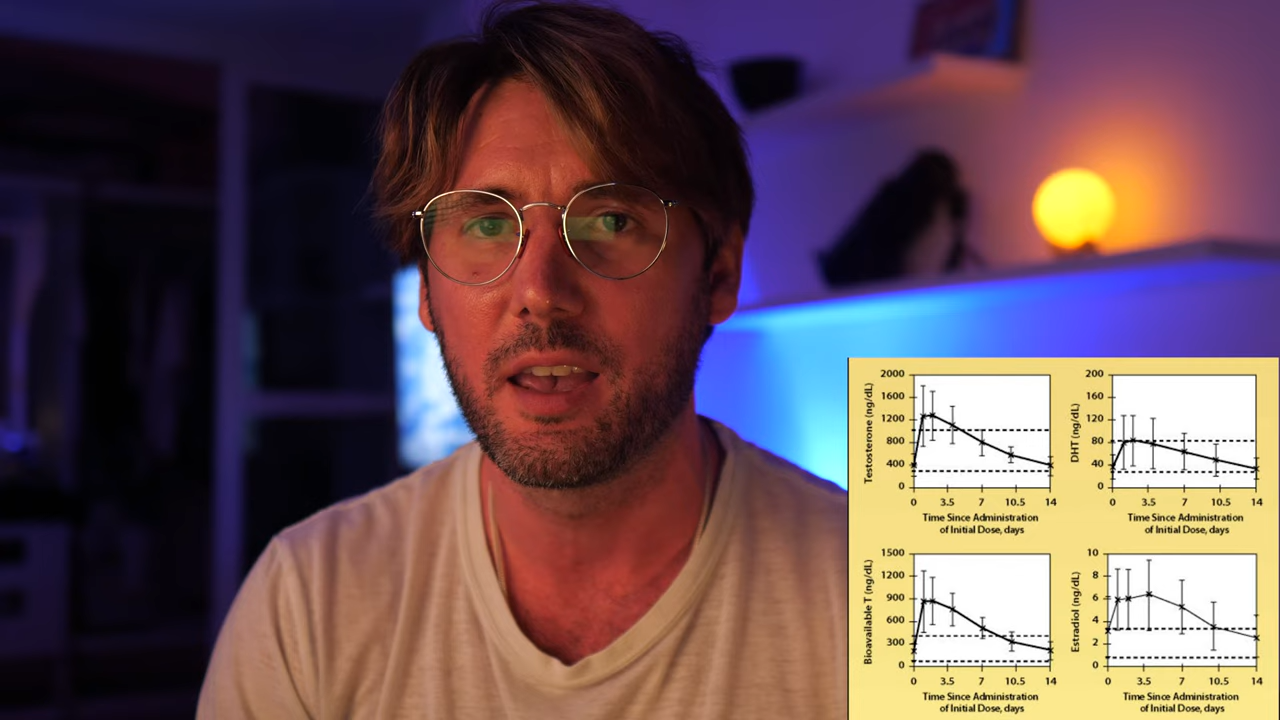 2000
1600
1200
800
400
0
Testosterone (ng/dL)
0 3.5 7 10.5 14
Time Since Administration
of Initial Dose, days
200
160
120
80
40
0
DHT (ng/dL)
0 3.5 7 10.5 14
Time Since Administration
of Initial Dose, days
1500
1200
900
600
300
0
Bioavailable T (ng/dL)
0 3.5 7 10.5 14
Time Since Administration
of Initial Dose, days
10
8
6
4
2
0
Estradiol (ng/dL)
0 3.5 7 10.5 14
Time Since Administration
of Initial Dose, days